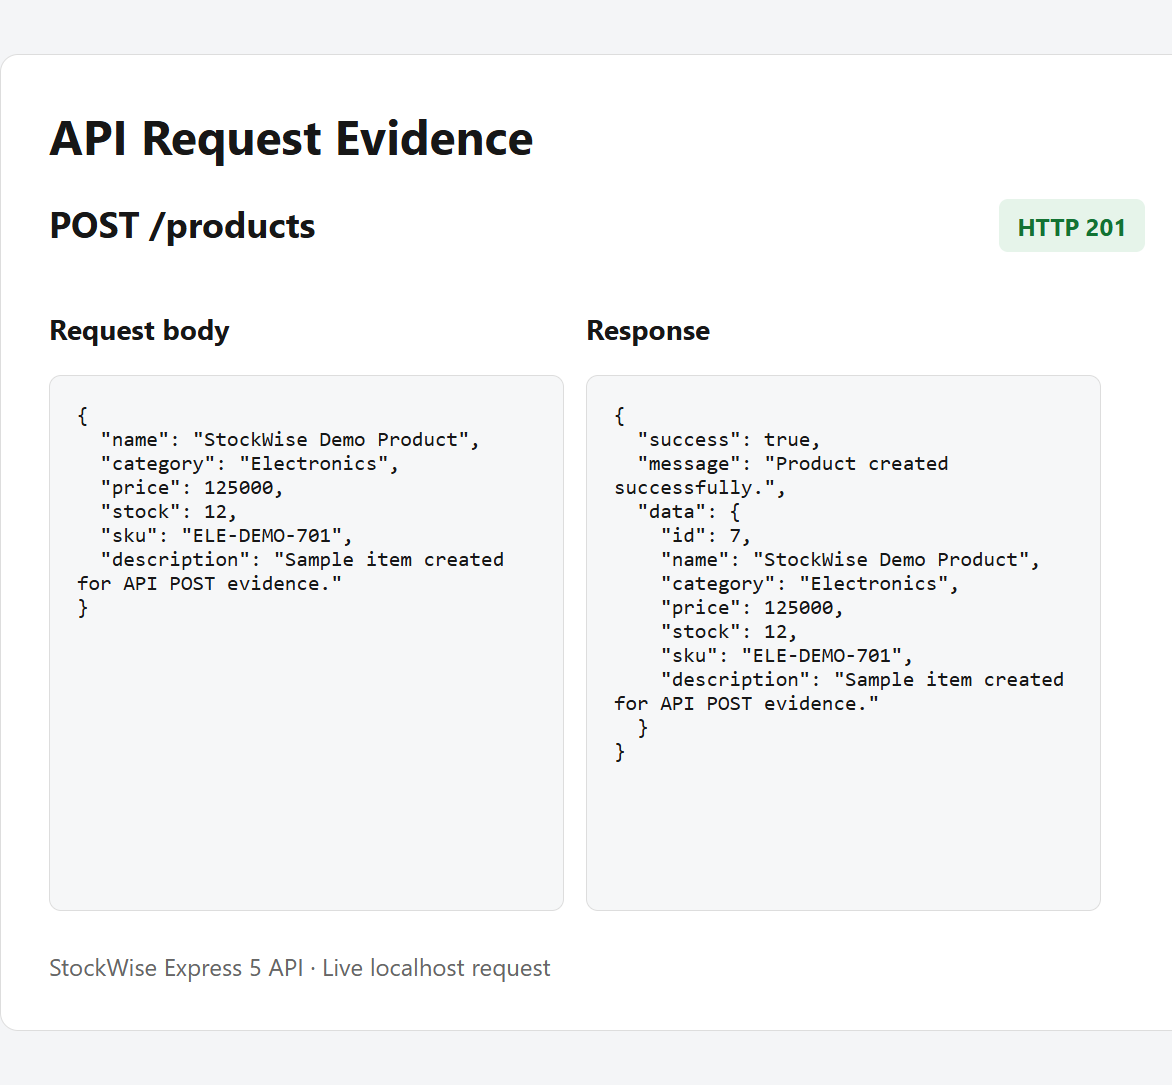 API Request Evidence
POST /products
HTTP 201
Request body
{
  "name": "StockWise Demo Product",
  "category": "Electronics",
  "price": 125000,
  "stock": 12,
  "sku": "ELE-DEMO-701",
  "description": "Sample item created
for API POST evidence."
}
Response
{
  "success": true,
  "message": "Product created
successfully.",
  "data": {
    "id": 7,
    "name": "StockWise Demo Product",
    "category": "Electronics",
    "price": 125000,
    "stock": 12,
    "sku": "ELE-DEMO-701",
    "description": "Sample item created
for API POST evidence."
  }
}
StockWise Express 5 API · Live localhost request